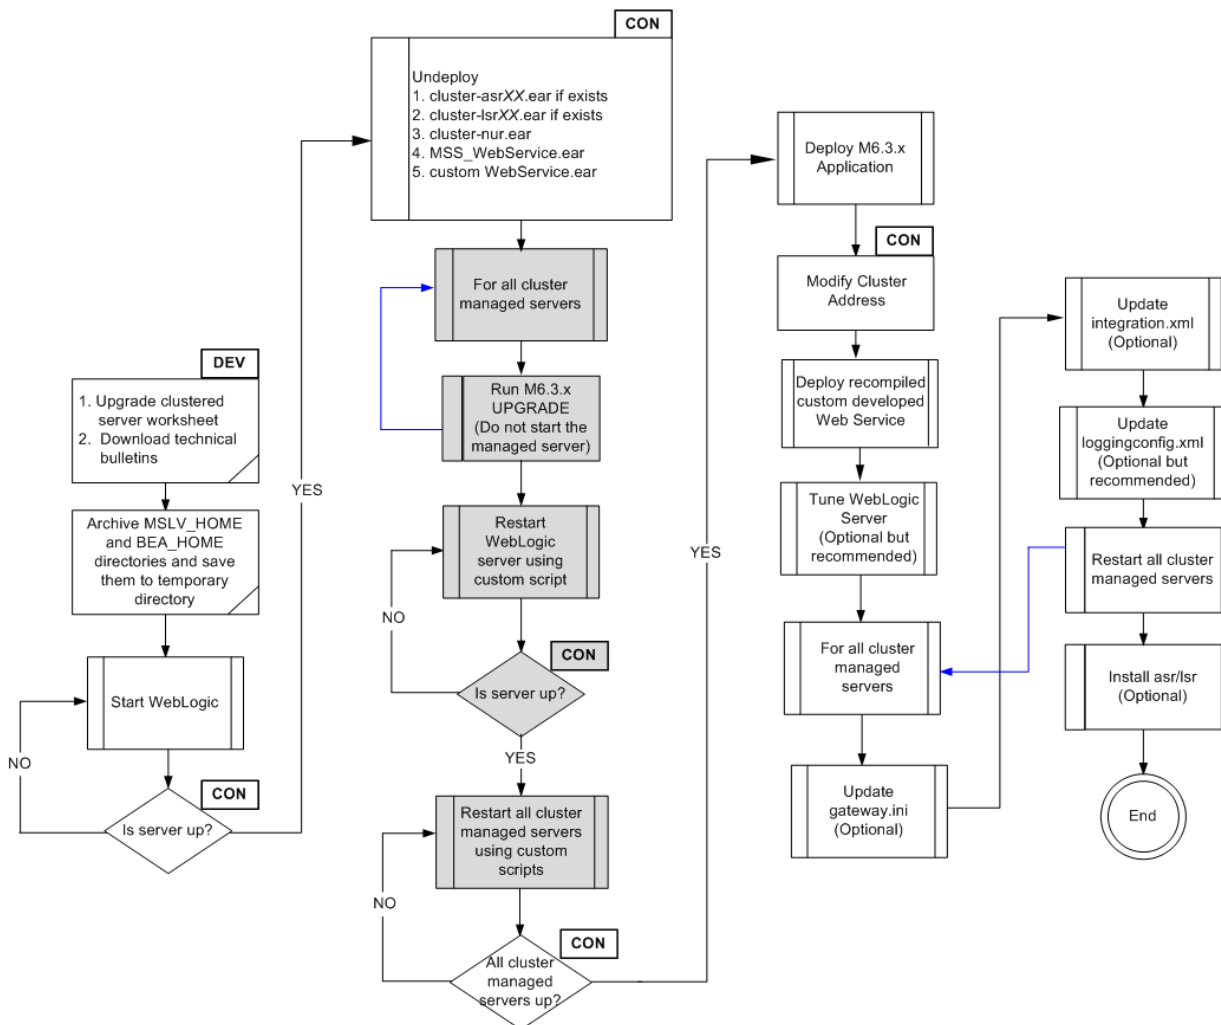 DEV
1. Upgrade clustered
server worksheet
2. Download technical
bulletins
Archive MSLV_HOME
and BEA_HOME
directories and save
them to temporary
directory
Start WebLogic
NO
CON
Is server up?
YES
CON
Undeploy
1. cluster-asrXX.ear if exists
2. cluster-lsrXX.ear if exists
3. cluster-nur.ear
4. MSS_WebService.ear
5. custom WebService.ear
For all cluster
managed servers
Run M6.3.x
UPGRADE
(Do not start the
managed server)
Restart
WebLogic
server using
custom script
NO
CON
Is server up?
YES
Restart all cluster
managed servers
using custom
scripts
NO
CON
All cluster
managed
servers up?
YES
Deploy M6.3.x
Application
CON
Modify Cluster
Address
Deploy recompiled
custom developed
Web Service
Tune WebLogic
Server
(Optional but
recommended)
For all cluster
managed
servers
Update
gateway.ini
(Optional)
Update
integration.xml
(Optional)
Update
loggingconfig.xml
(Optional but
recommended)
Restart all cluster
managed servers
Install asr/lsr
(Optional)
End